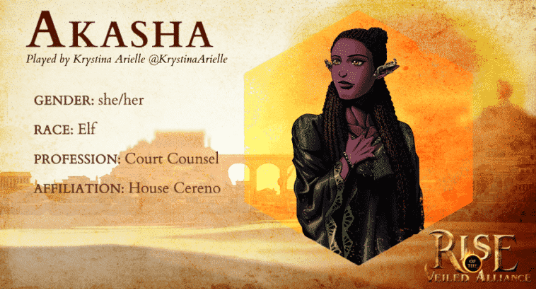 AKASHA
Played by Krystina Arielle @KrystinaArielle
GENDER: she/her
RACE: Elf
PROFESSION: Court Counsel
AFFILIATION: House Cereno
RISE
OF THE
VEILED ALLIANCE